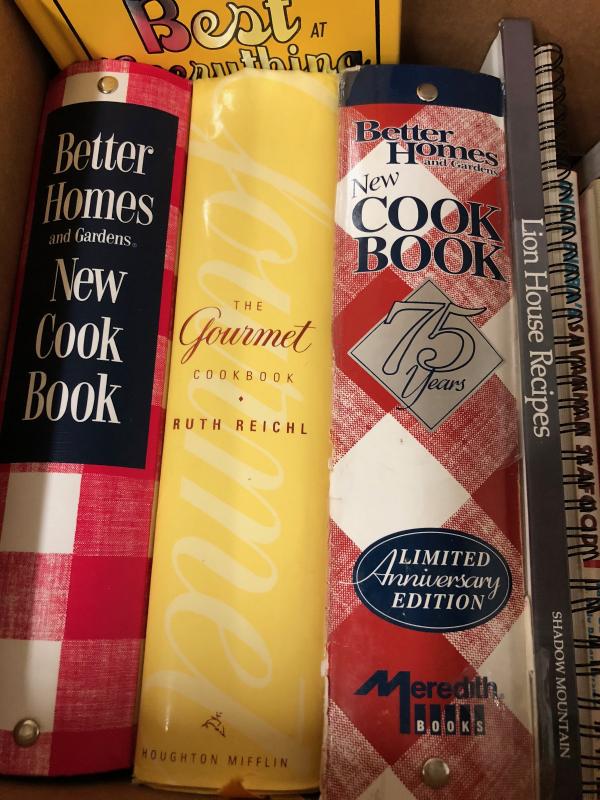 Best AT
Everything
Better
Homes
and Gardens®
New
Cook
Book
Gourmet
THE
Gourmet
COOKBOOK
RUTH REICHL
HOUGHTON MIFFLIN
Better
Homes
and Gardens
New
COOK
BOOK
75
Years
LIMITED
Anniversary
EDITION
Meredith
BOOKS
Lion House Recipes
SHADOW MOUNTAIN